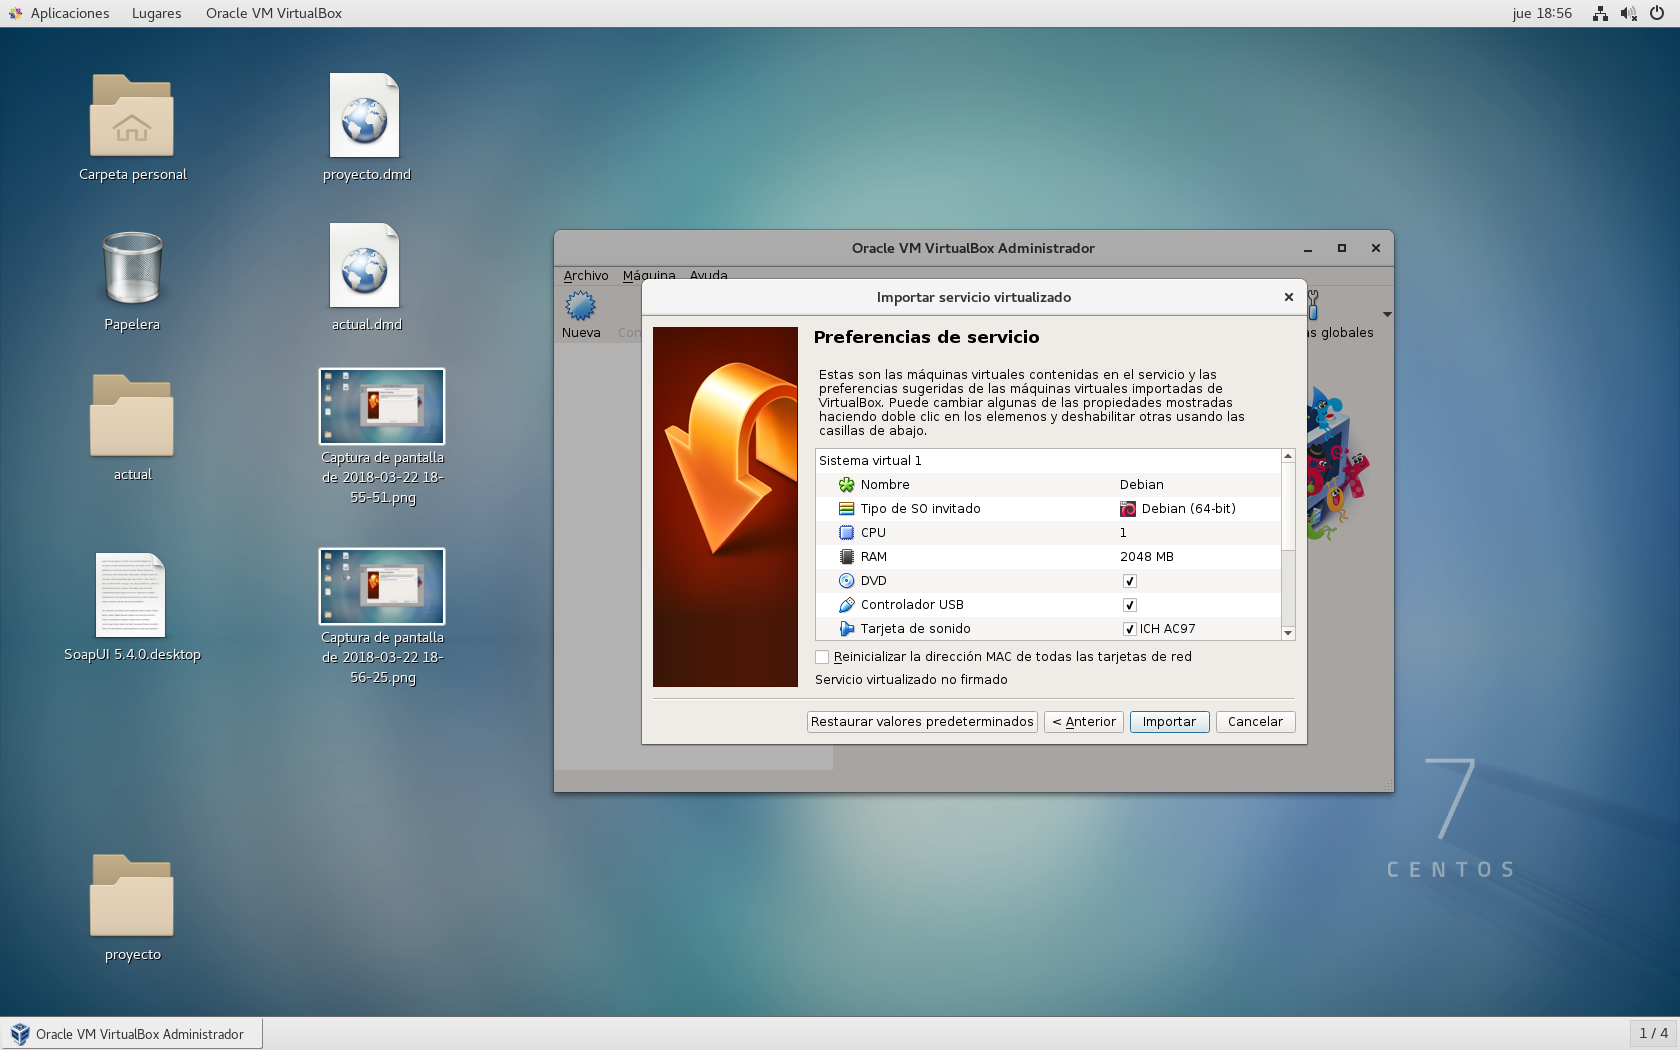 Aplicaciones Lugares Oracle VM VirtualBox jue 18:56
Carpeta personal
proyecto.dmd
Papelera
actual.dmd
actual
Captura de pantalla
de 2018-03-22 18-
55-51.png
SoapUI 5.4.0.desktop
Captura de pantalla
de 2018-03-22 18-
56-25.png
proyecto
Oracle VM VirtualBox Administrador
Archivo Máquina Ayuda
Nueva Con as globales
Importar servicio virtualizado
Preferencias de servicio
Estas son las máquinas virtuales contenidas en el servicio y las
preferencias sugeridas de las máquinas virtuales importadas de
VirtualBox. Puede cambiar algunas de las propiedades mostradas
haciendo doble clic en los elemenos y deshabilitar otras usando las
casillas de abajo.
Sistema virtual 1
Nombre Debian
Tipo de SO invitado Debian (64-bit)
CPU 1
RAM 2048 MB
DVD
Controlador USB
Tarjeta de sonido ICH AC97
Reinicializar la dirección MAC de todas las tarjetas de red
Servicio virtualizado no firmado
Restaurar valores predeterminados < Anterior Importar Cancelar
7
CENTOS
Oracle VM VirtualBox Administrador 1 / 4